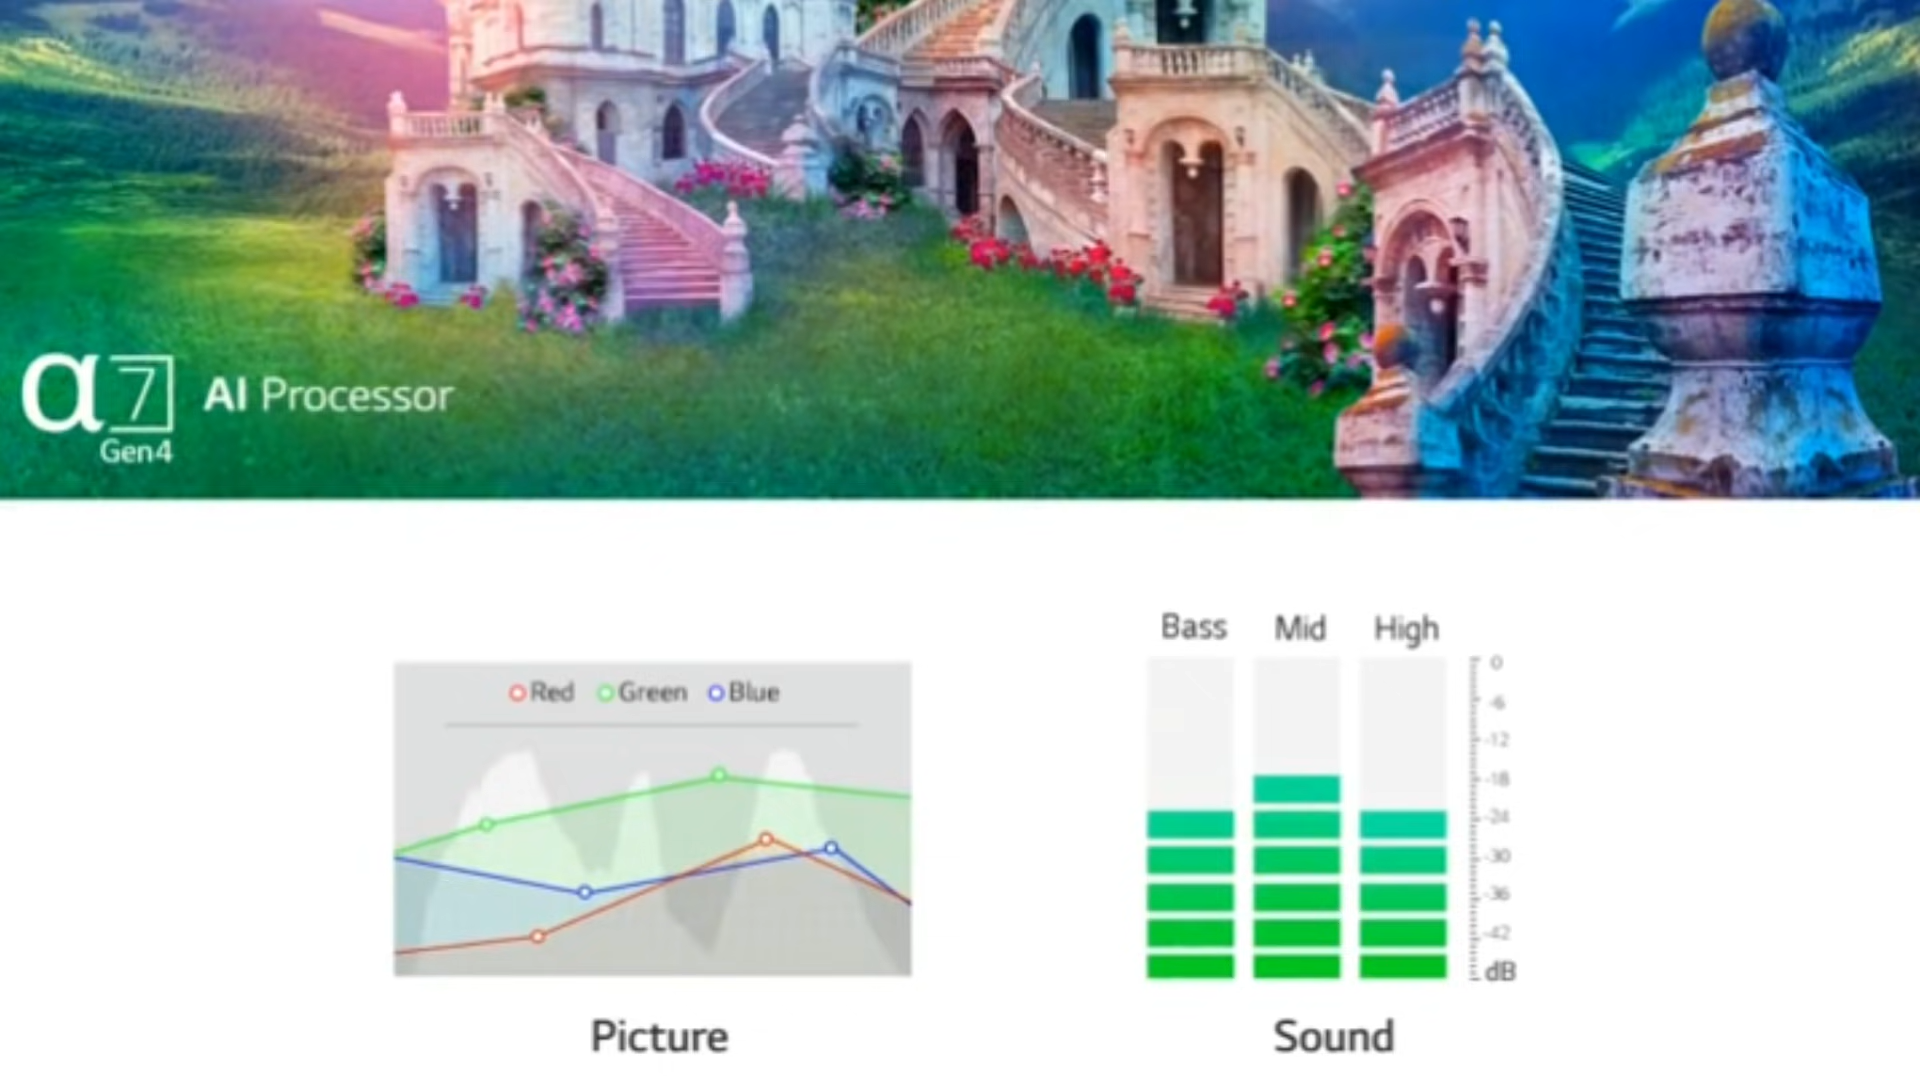 α7 AI Processor
Gen4
Bass Mid High
Red Green Blue
0
-6
-12
-18
-24
-30
-36
-42
dB
Picture
Sound